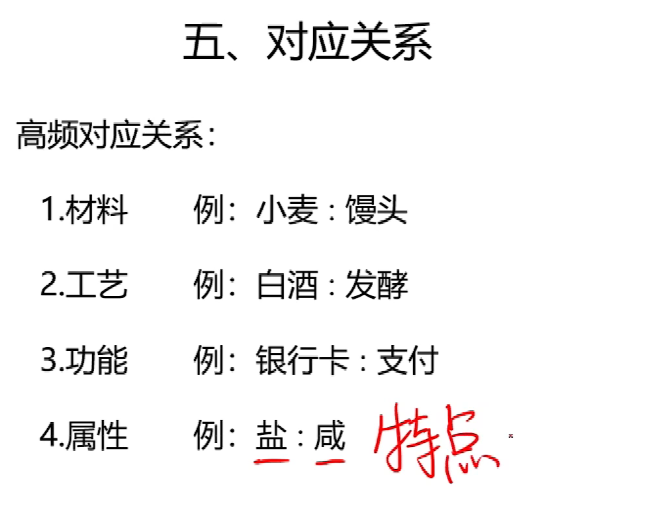 五、对应关系
高频对应关系：
1.材料 例：小麦：馒头
2.工艺 例：白酒：发酵
3.功能 例：银行卡：支付
4.属性 例：盐：咸 特点